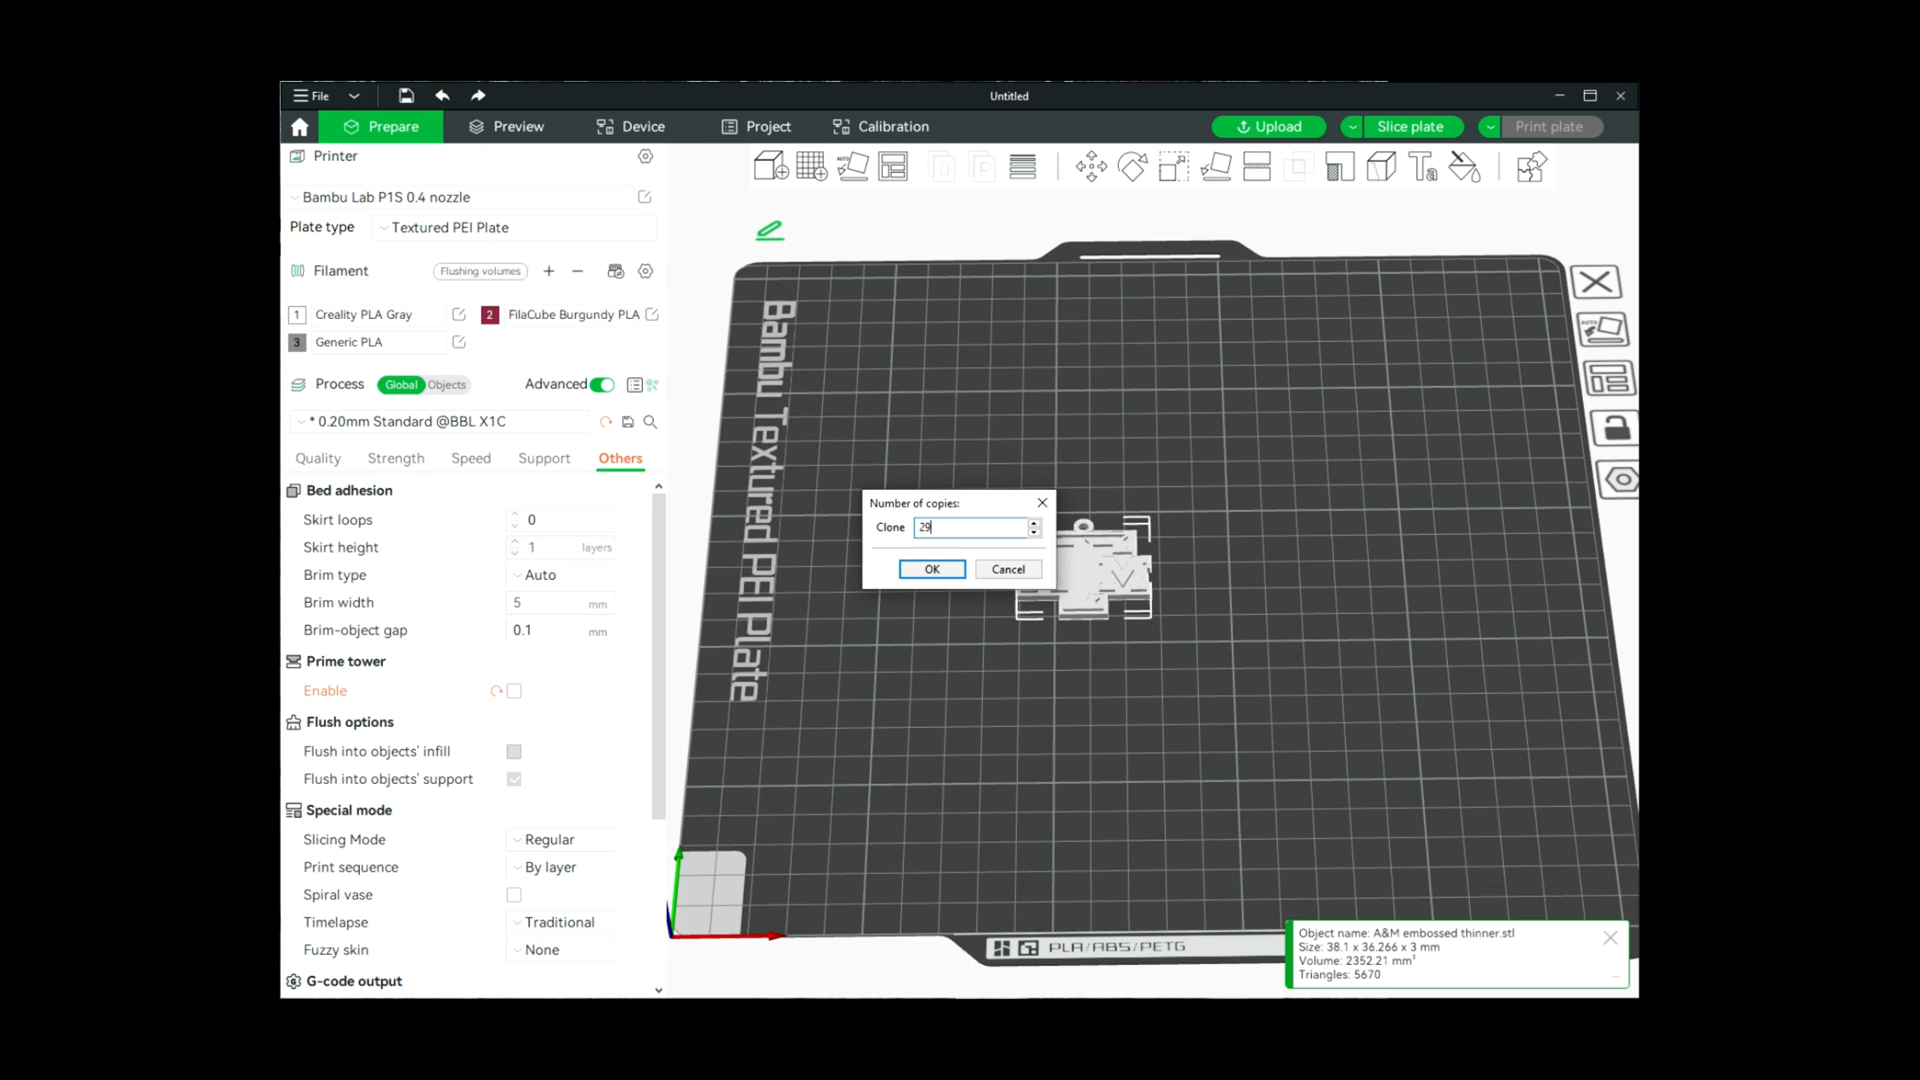 File
Untitled
Prepare
Preview
Device
Project
Calibration
Upload
Slice plate
Print plate
Printer
Bambu Lab P1S 0.4 nozzle
Plate type
Textured PEI Plate
Filament
Flushing volumes
1
Creality PLA Gray
2
FilaCube Burgundy PLA
3
Generic PLA
Process
Global
Objects
Advanced
* 0.20mm Standard @BBL X1C
Quality
Strength
Speed
Support
Others
Bed adhesion
Skirt loops
0
Skirt height
1
layers
Brim type
Auto
Brim width
5
mm
Brim-object gap
0.1
mm
Prime tower
Enable
Flush options
Flush into objects' infill
Flush into objects' support
Special mode
Slicing Mode
Regular
Print sequence
By layer
Spiral vase
Timelapse
Traditional
Fuzzy skin
None
G-code output
Bambu Textured PEI Plate
Number of copies:
Clone
29
OK
Cancel
PLA/ABS/PETG
Object name: A&M embossed thinner.stl
Size: 38.1 x 36.266 x 3 mm
Volume: 2352.21 mm³
Triangles: 5670